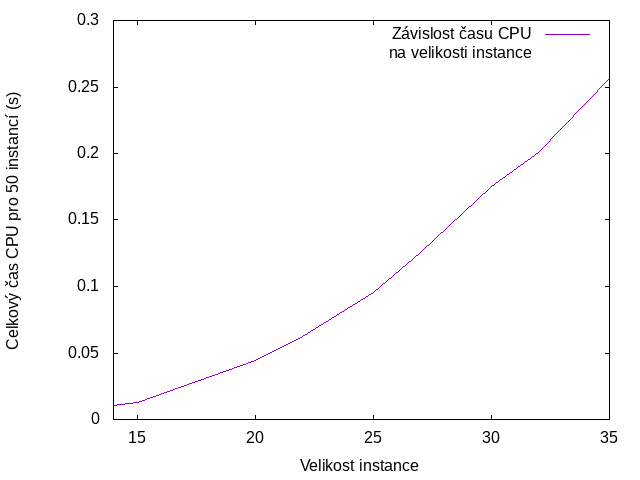 0.3
0.25
0.2
0.15
0.1
0.05
0
Celkový čas CPU pro 50 instancí (s)
Závislost času CPU
na velikosti instance
15 20 25 30 35
Velikost instance